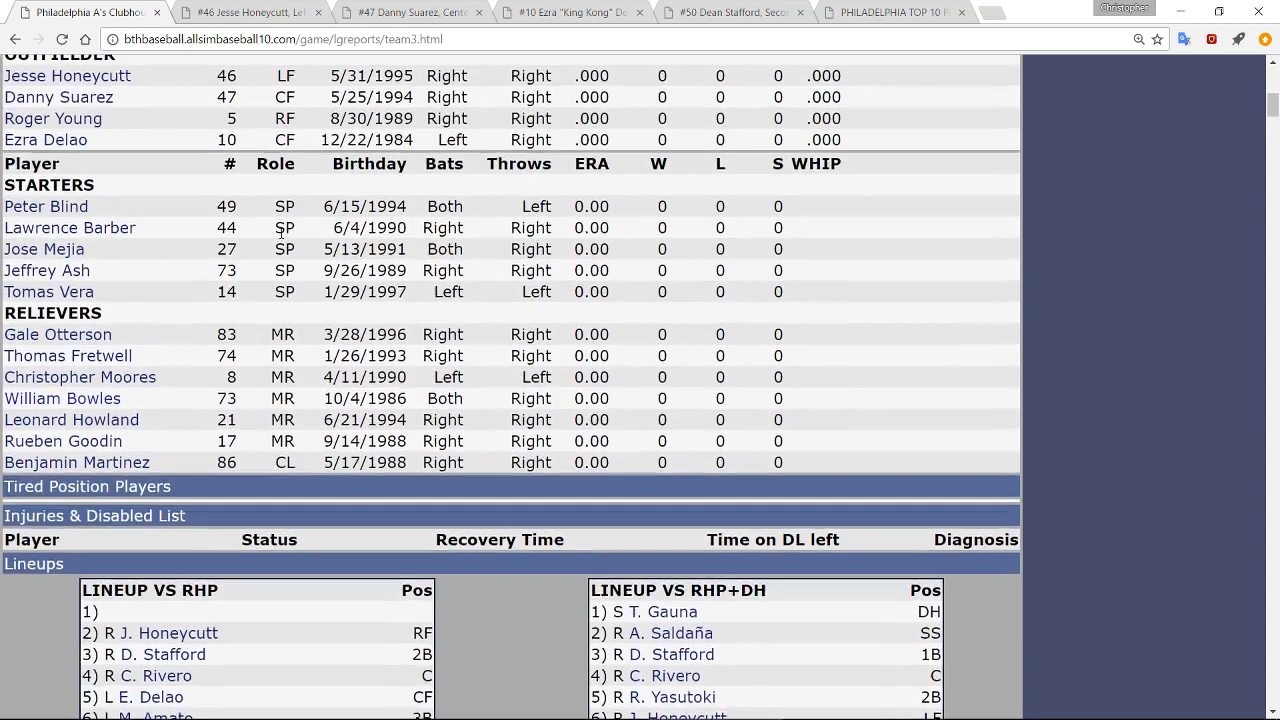 Philadelphia A's Clubhou
#46 Jesse Honeycutt, Lef
#47 Danny Suarez, Cente
#10 Ezra "King Kong" De
#50 Dean Stafford, Seco
PHILADELPHIA TOP 10 P
Christopher
bthbaseball.allsimbaseball10.com/game/lgreports/team3.html
OUTFIELDER
Jesse Honeycutt 46 LF 5/31/1995 Right Right .000 0 0 0 .000
Danny Suarez 47 CF 5/25/1994 Right Right .000 0 0 0 .000
Roger Young 5 RF 8/30/1989 Right Right .000 0 0 0 .000
Ezra Delao 10 CF 12/22/1984 Left Right .000 0 0 0 .000
Player # Role Birthday Bats Throws ERA W L S WHIP
STARTERS
Peter Blind 49 SP 6/15/1994 Both Left 0.00 0 0 0
Lawrence Barber 44 SP 6/4/1990 Right Right 0.00 0 0 0
Jose Mejia 27 SP 5/13/1991 Both Right 0.00 0 0 0
Jeffrey Ash 73 SP 9/26/1989 Right Right 0.00 0 0 0
Tomas Vera 14 SP 1/29/1997 Left Left 0.00 0 0 0
RELIEVERS
Gale Otterson 83 MR 3/28/1996 Right Right 0.00 0 0 0
Thomas Fretwell 74 MR 1/26/1993 Right Right 0.00 0 0 0
Christopher Moores 8 MR 4/11/1990 Left Left 0.00 0 0 0
William Bowles 73 MR 10/4/1986 Both Right 0.00 0 0 0
Leonard Howland 21 MR 6/21/1994 Right Right 0.00 0 0 0
Rueben Goodin 17 MR 9/14/1988 Right Right 0.00 0 0 0
Benjamin Martinez 86 CL 5/17/1988 Right Right 0.00 0 0 0
Tired Position Players
Injuries & Disabled List
Player Status Recovery Time Time on DL left Diagnosis
Lineups
LINEUP VS RHP Pos
1)
2) R J. Honeycutt RF
3) R D. Stafford 2B
4) R C. Rivero C
5) L E. Delao CF
6) L M. Amato 3B
LINEUP VS RHP+DH Pos
1) S T. Gauna DH
2) R A. Saldaña SS
3) R D. Stafford 1B
4) R C. Rivero C
5) R R. Yasutoki 2B
6) R J. Honeycutt LF